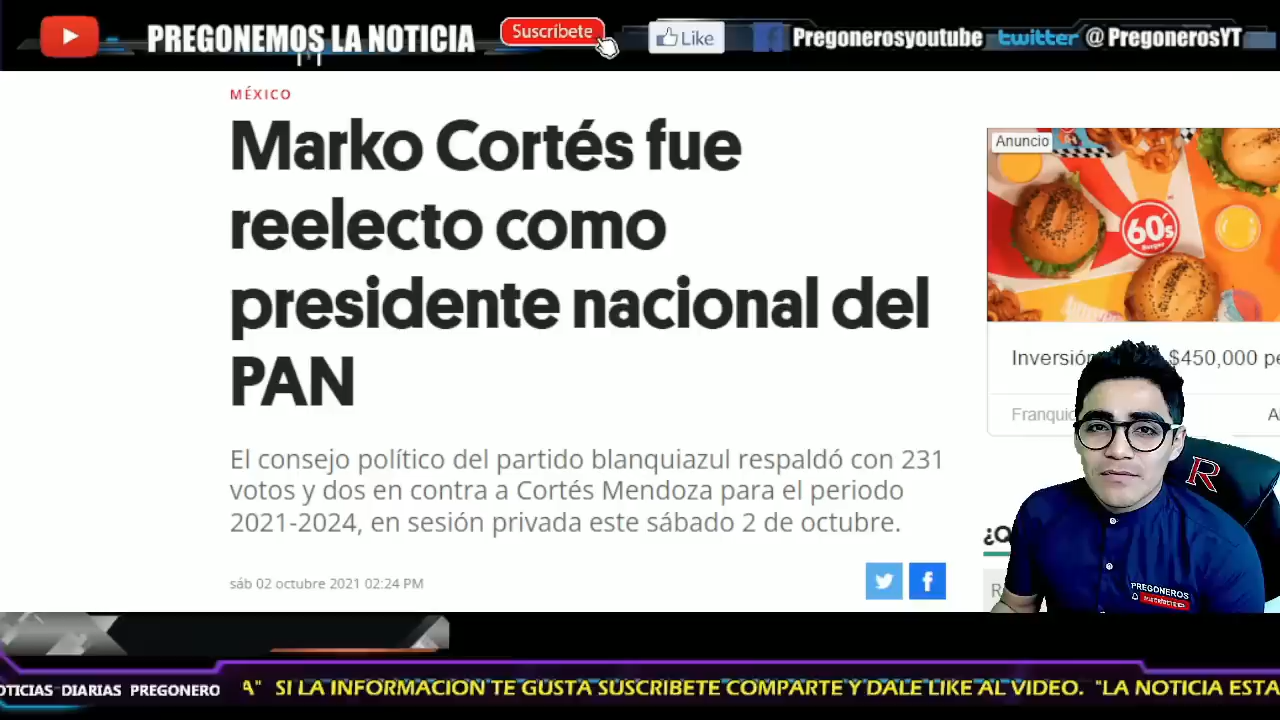 PREGONEMOS LA NOTICIA
Suscríbete
Like
Pregonerosyoutube
twitter @PregonerosYT
MÉXICO
Marko Cortés fue
reelecto como
presidente nacional del
PAN
El consejo político del partido blanquiazul respaldó con 231
votos y dos en contra a Cortés Mendoza para el periodo
2021-2024, en sesión privada este sábado 2 de octubre.
sáb 02 octubre 2021 02:24 PM
Anuncio
60's
Burger
Inversión $450,000 pe
Franquic
¿Q
R
PREGONEROS
SUSCRIBETE
OTICIAS DIARIAS PREGONERO
A" SI LA INFORMACION TE GUSTA SUSCRIBETE COMPARTE Y DALE LIKE AL VIDEO. "LA NOTICIA ESTA